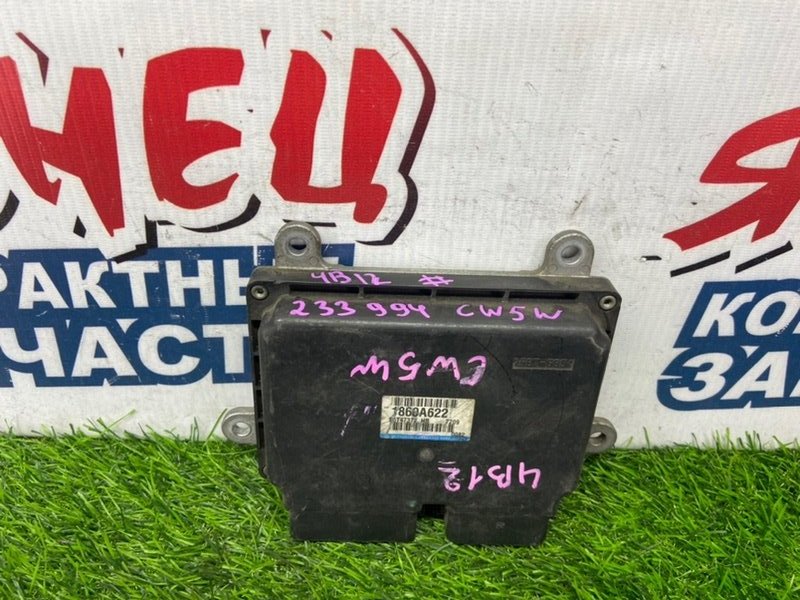 НЕЦ
Я
РАКТНЫ
ЧАСТ
КО
ЗА
4B12 #
233994 CW5W
CW5W
1860A622
4B12